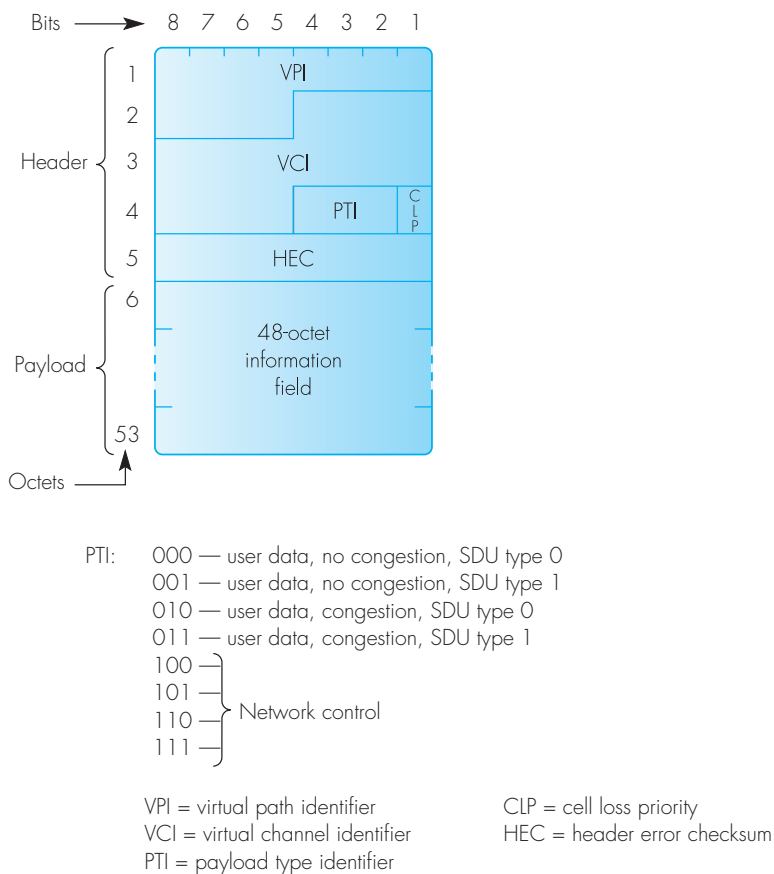 Bits 8 7 6 5 4 3 2 1
1 VPI
2
Header 3 VCI
4 PTI CLP
5 HEC
6
48-octet
Payload information
field
53
Octets
PTI: 000 — user data, no congestion, SDU type 0
001 — user data, no congestion, SDU type 1
010 — user data, congestion, SDU type 0
011 — user data, congestion, SDU type 1
100 —
101 —
Network control
110 —
111 —
VPI = virtual path identifier
VCI = virtual channel identifier
PTI = payload type identifier
CLP = cell loss priority
HEC = header error checksum